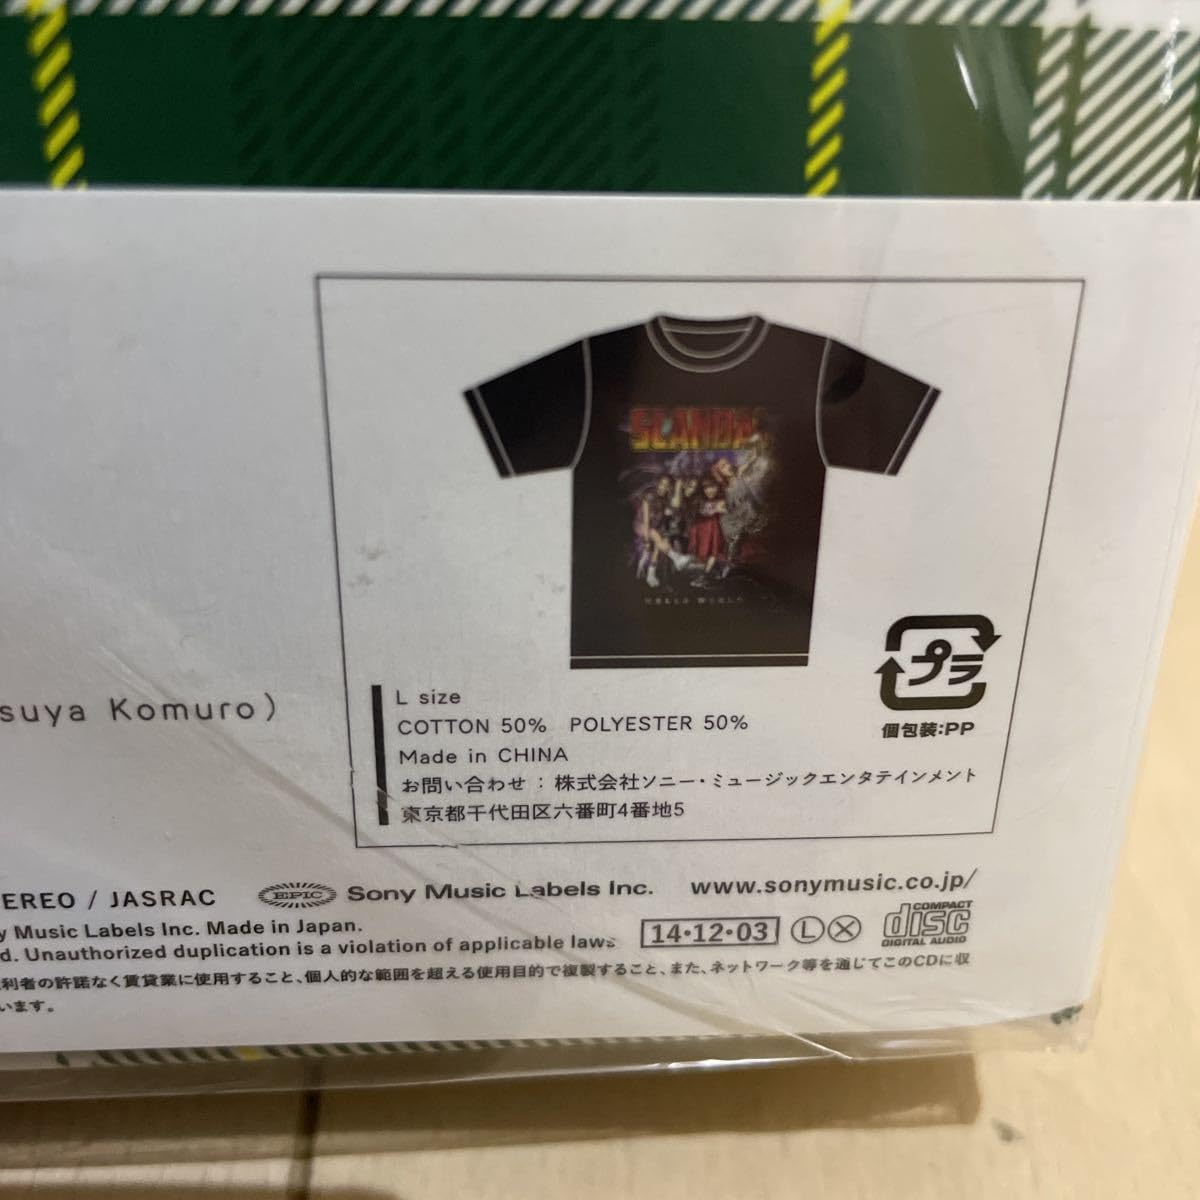 SCANDAL
HELLO WORLD
プラ
個包装:PP
suya Komuro)
L size
COTTON 50% POLYESTER 50%
Made in CHINA
お問い合わせ : 株式会社ソニー・ミュージックエンタテインメント
東京都千代田区六番町4番地5
EREO / JASRAC EPIC Sony Music Labels Inc. www.sonymusic.co.jp/
y Music Labels Inc. Made in Japan.
d. Unauthorized duplication is a violation of applicable laws
14・12・03 L X COMPACT disc DIGITAL AUDIO
利者の許諾なく賃貸業に使用すること、個人的な範囲を超える使用目的で複製すること、また、ネットワーク等を通じてこのCDに収
います。